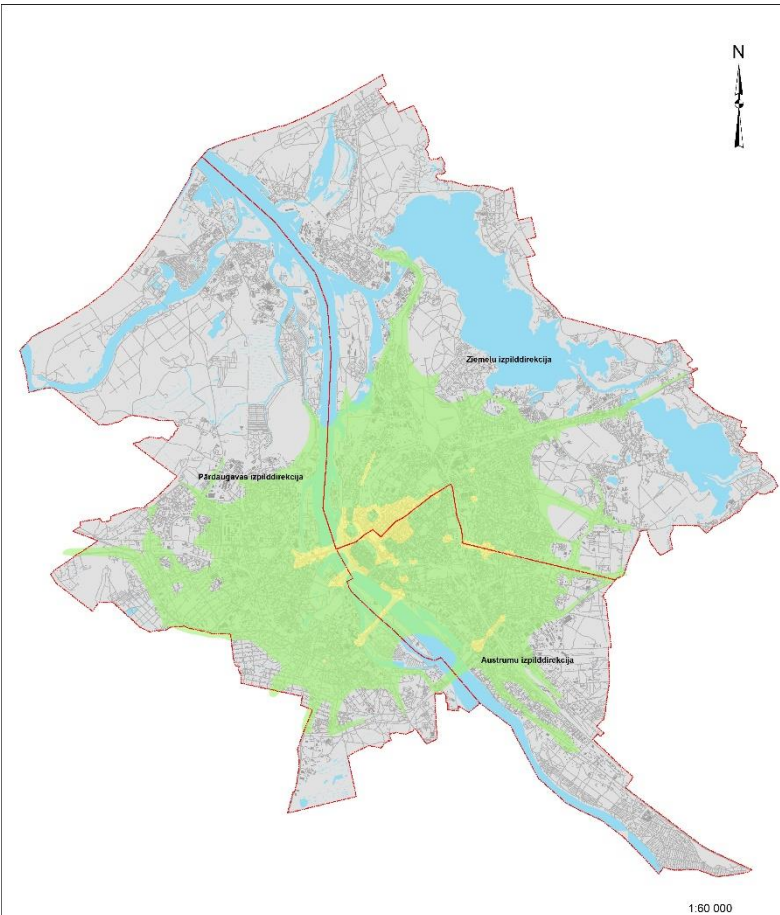 N
Ziemeļu izpilddirekcija
Pārdaugavas izpilddirekcija
Austrumu izpilddirekcija
1:60 000